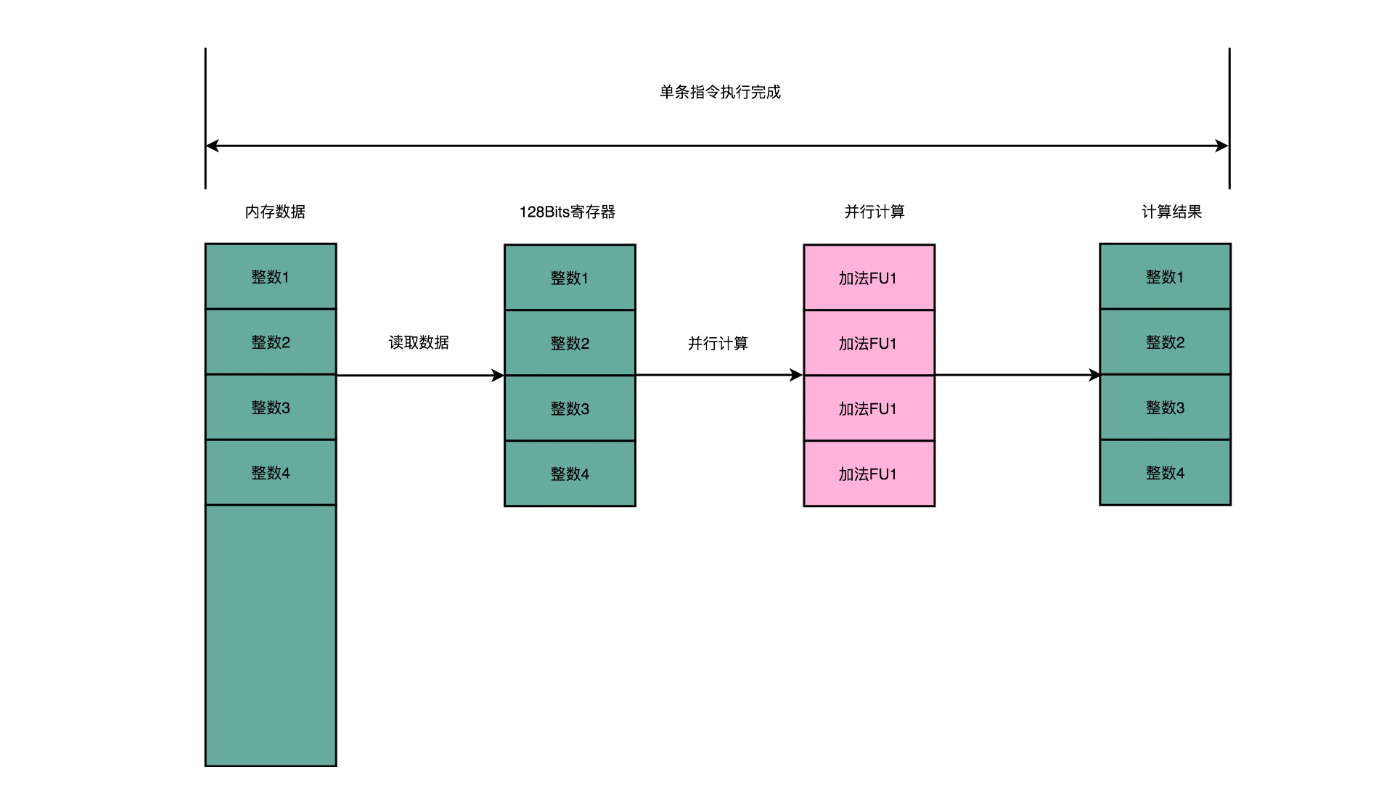 单条指令执行完成
内存数据
128Bits寄存器
并行计算
计算结果
整数1
整数2
整数3
整数4
读取数据
整数1
整数2
整数3
整数4
并行计算
加法FU1
加法FU1
加法FU1
加法FU1
整数1
整数2
整数3
整数4